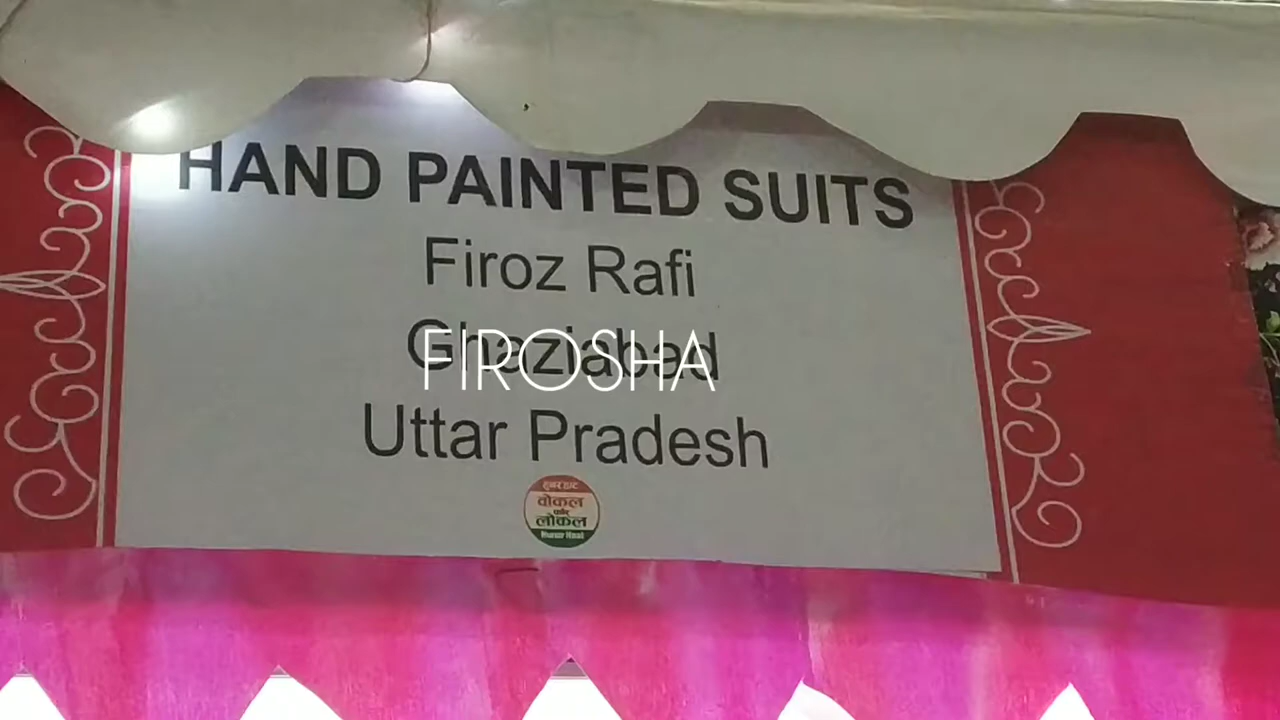 HAND PAINTED SUITS
Firoz Rafi
Ghaziabad
FIROSHA
Uttar Pradesh
हुनर हाट
वोकल
फॉर
लोकल
Hunar Haat